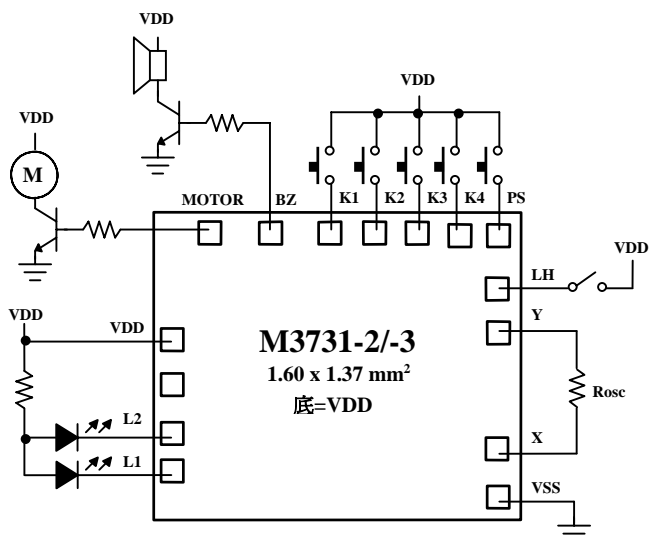 VDD
VDD
VDD
M
MOTOR
BZ
K1
K2
K3
K4
PS
LH
VDD
VDD
VDD
Y
M3731-2/-3
1.60 x 1.37 mm²
底=VDD
Rosc
L2
X
L1
VSS